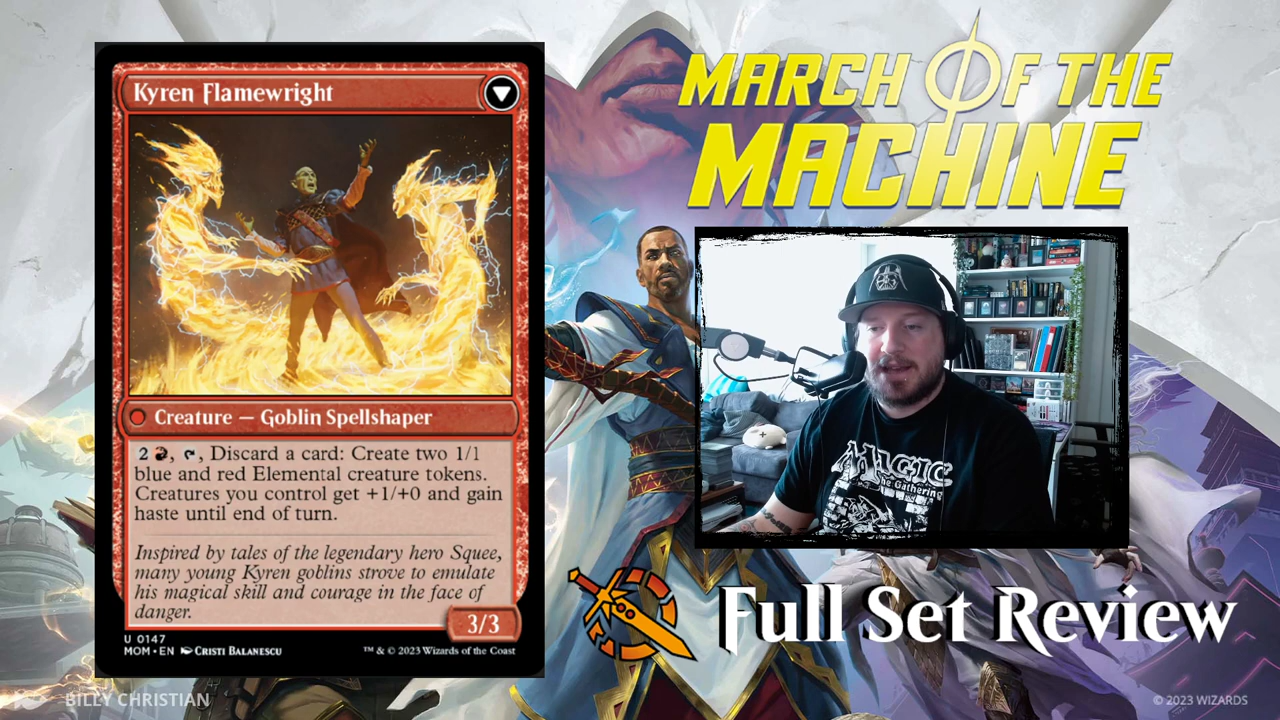 Kyren Flamewright
Creature — Goblin Spellshaper
2 , , Discard a card: Create two 1/1
blue and red Elemental creature tokens.
Creatures you control get +1/+0 and gain
haste until end of turn.
Inspired by tales of the legendary hero Squee,
many young Kyren goblins strove to emulate
his magical skill and courage in the face of
danger.
3/3
U 0147
MOM • EN CRISTI BALANESCU
™ & © 2023 Wizards of the Coast
MARCH OF THE
MACHINE
MAGIC
The Gathering
Full Set Review
BILLY CHRISTIAN
© 2023 WIZARDS